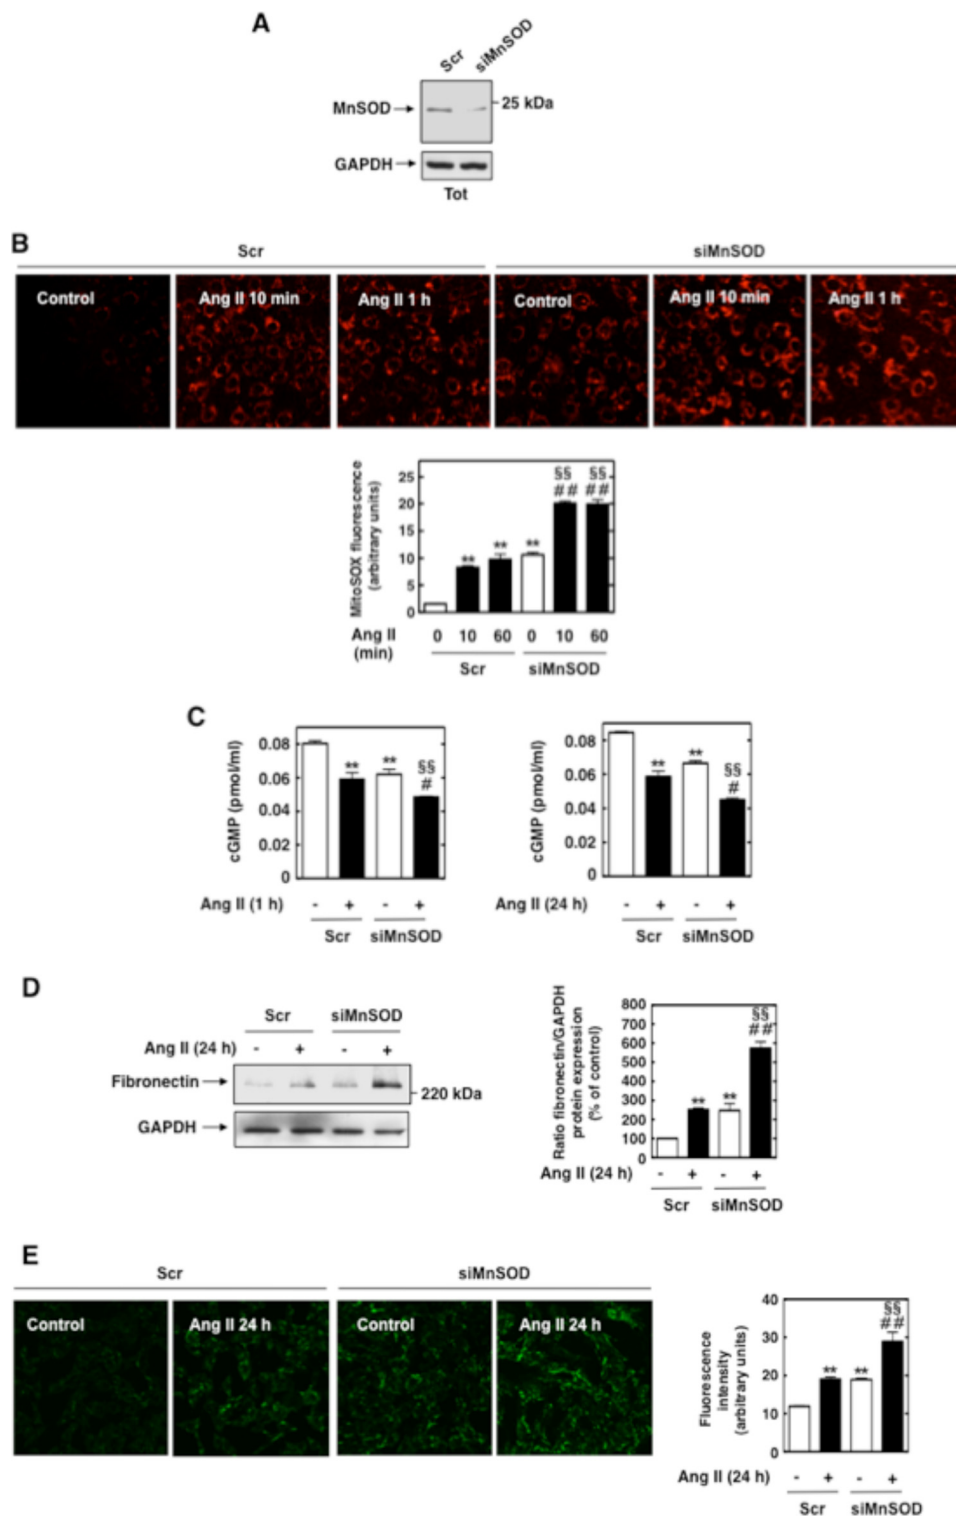 A
Scr siMnSOD
MnSOD 25 kDa
GAPDH
Tot
B
Scr siMnSOD
Control Ang II 10 min Ang II 1 h Control Ang II 10 min Ang II 1 h
MitoSOX fluorescence
(arbitrary units)
25
20
15
10
5
0
** ** ** §§ §§
## ##
Ang II 0 10 60 0 10 60
(min)
Scr siMnSOD
C
cGMP (pmol/ml)
0.08
0.06
0.04
0.02
0
** ** §§
#
Ang II (1 h) - + - +
Scr siMnSOD
cGMP (pmol/ml)
0.08
0.06
0.04
0.02
0
** ** §§
#
Ang II (24 h) - + - +
Scr siMnSOD
D
Scr siMnSOD
Ang II (24 h) - + - +
Fibronectin 220 kDa
GAPDH
Ratio fibronectin/GAPDH
protein expression
(% of control)
800
700
600
500
400
300
200
100
0
** ** §§
##
Ang II (24 h) - + - +
Scr siMnSOD
E
Scr siMnSOD
Control Ang II 24 h Control Ang II 24 h
Fluorescence
intensity
(arbitrary units)
40
30
20
10
0
** ** §§
##
Ang II (24 h) - + - +
Scr siMnSOD